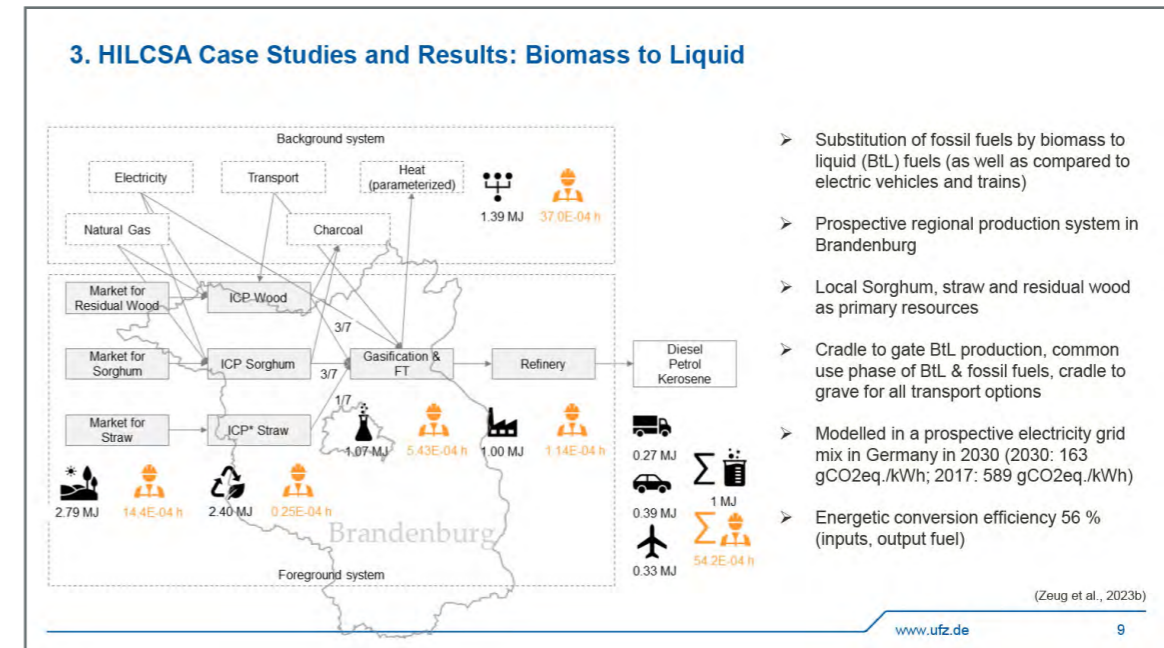 3. HILCSA Case Studies and Results: Biomass to Liquid
Background system
Electricity
Transport
Heat
(parameterized)
1.39 MJ
37.0E-04 h
Natural Gas
Charcoal
Market for
Residual Wood
ICP Wood
3/7
Market for
Sorghum
ICP Sorghum
3/7
Gasification &
FT
Refinery
Diesel
Petrol
Kerosene
1/7
Market for
Straw
ICP* Straw
1.07 MJ
5.43E-04 h
1.00 MJ
1.14E-04 h
2.79 MJ
14.4E-04 h
2.40 MJ
0.25E-04 h
0.27 MJ
0.39 MJ
0.33 MJ
Σ
1 MJ
Σ
54.2E-04 h
Brandenburg
Foreground system
➢ Substitution of fossil fuels by biomass to
liquid (BtL) fuels (as well as compared to
electric vehicles and trains)
➢ Prospective regional production system in
Brandenburg
➢ Local Sorghum, straw and residual wood
as primary resources
➢ Cradle to gate BtL production, common
use phase of BtL & fossil fuels, cradle to
grave for all transport options
➢ Modelled in a prospective electricity grid
mix in Germany in 2030 (2030: 163
gCO2eq./kWh; 2017: 589 gCO2eq./kWh)
➢ Energetic conversion efficiency 56 %
(inputs, output fuel)
(Zeug et al., 2023b)
www.ufz.de
9